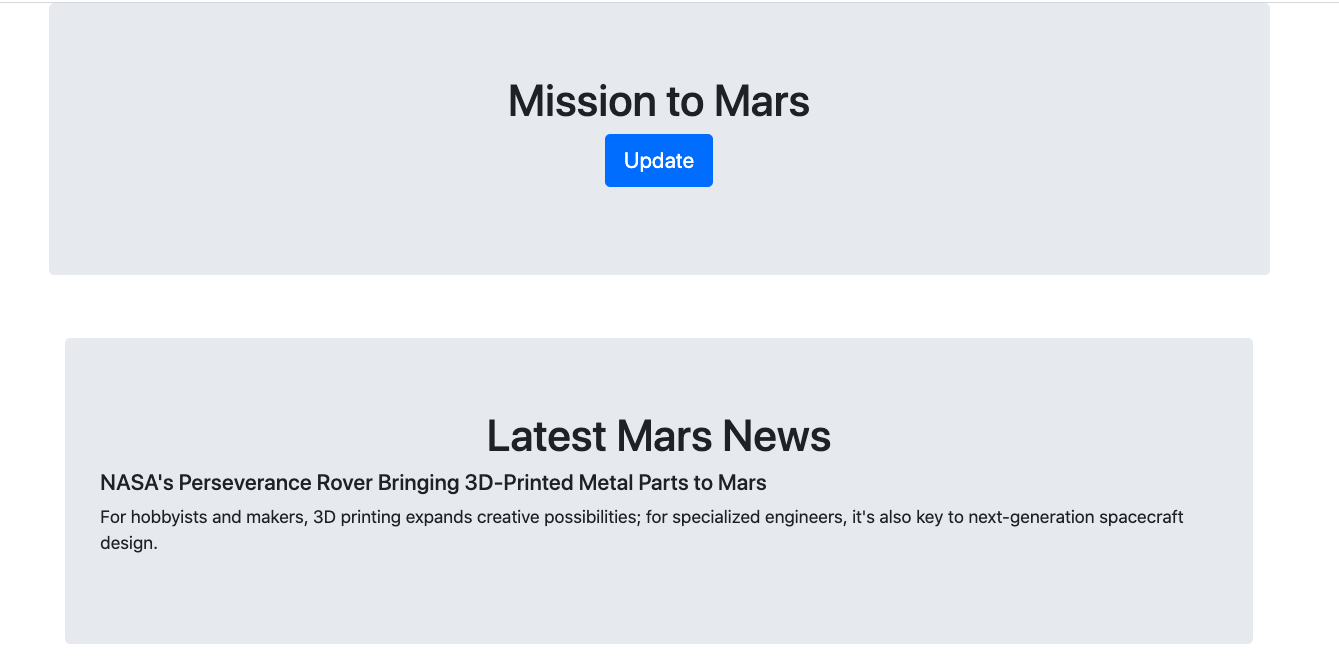 Mission to Mars
Update
Latest Mars News
NASA's Perseverance Rover Bringing 3D-Printed Metal Parts to Mars
For hobbyists and makers, 3D printing expands creative possibilities; for specialized engineers, it's also key to next-generation spacecraft
design.